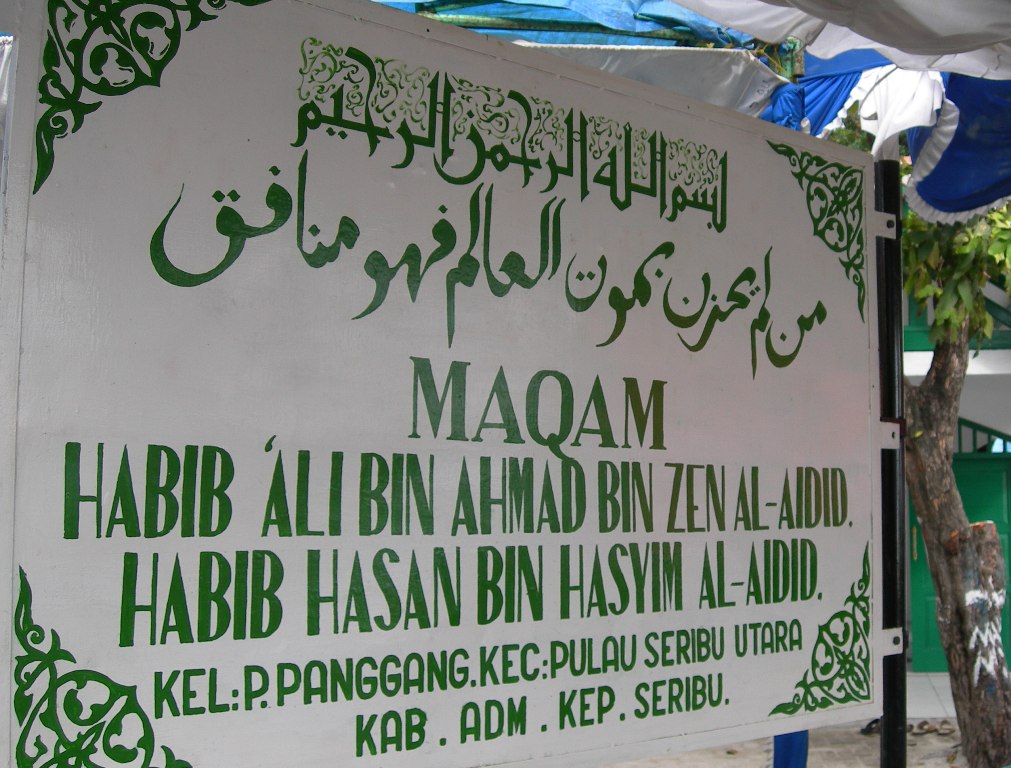 بسم الله الرحمن الرحيم
من لم يحزن بموت العالم فهو منافق
MAQAM
HABIB 'ALI BIN AHMAD BIN ZEN AL-AIDID.
HABIB HASAN BIN HASYIM AL-AIDID.
KEL:P.PANGGANG.KEC:PULAU SERIBU UTARA
KAB. ADM. KEP. SERIBU.